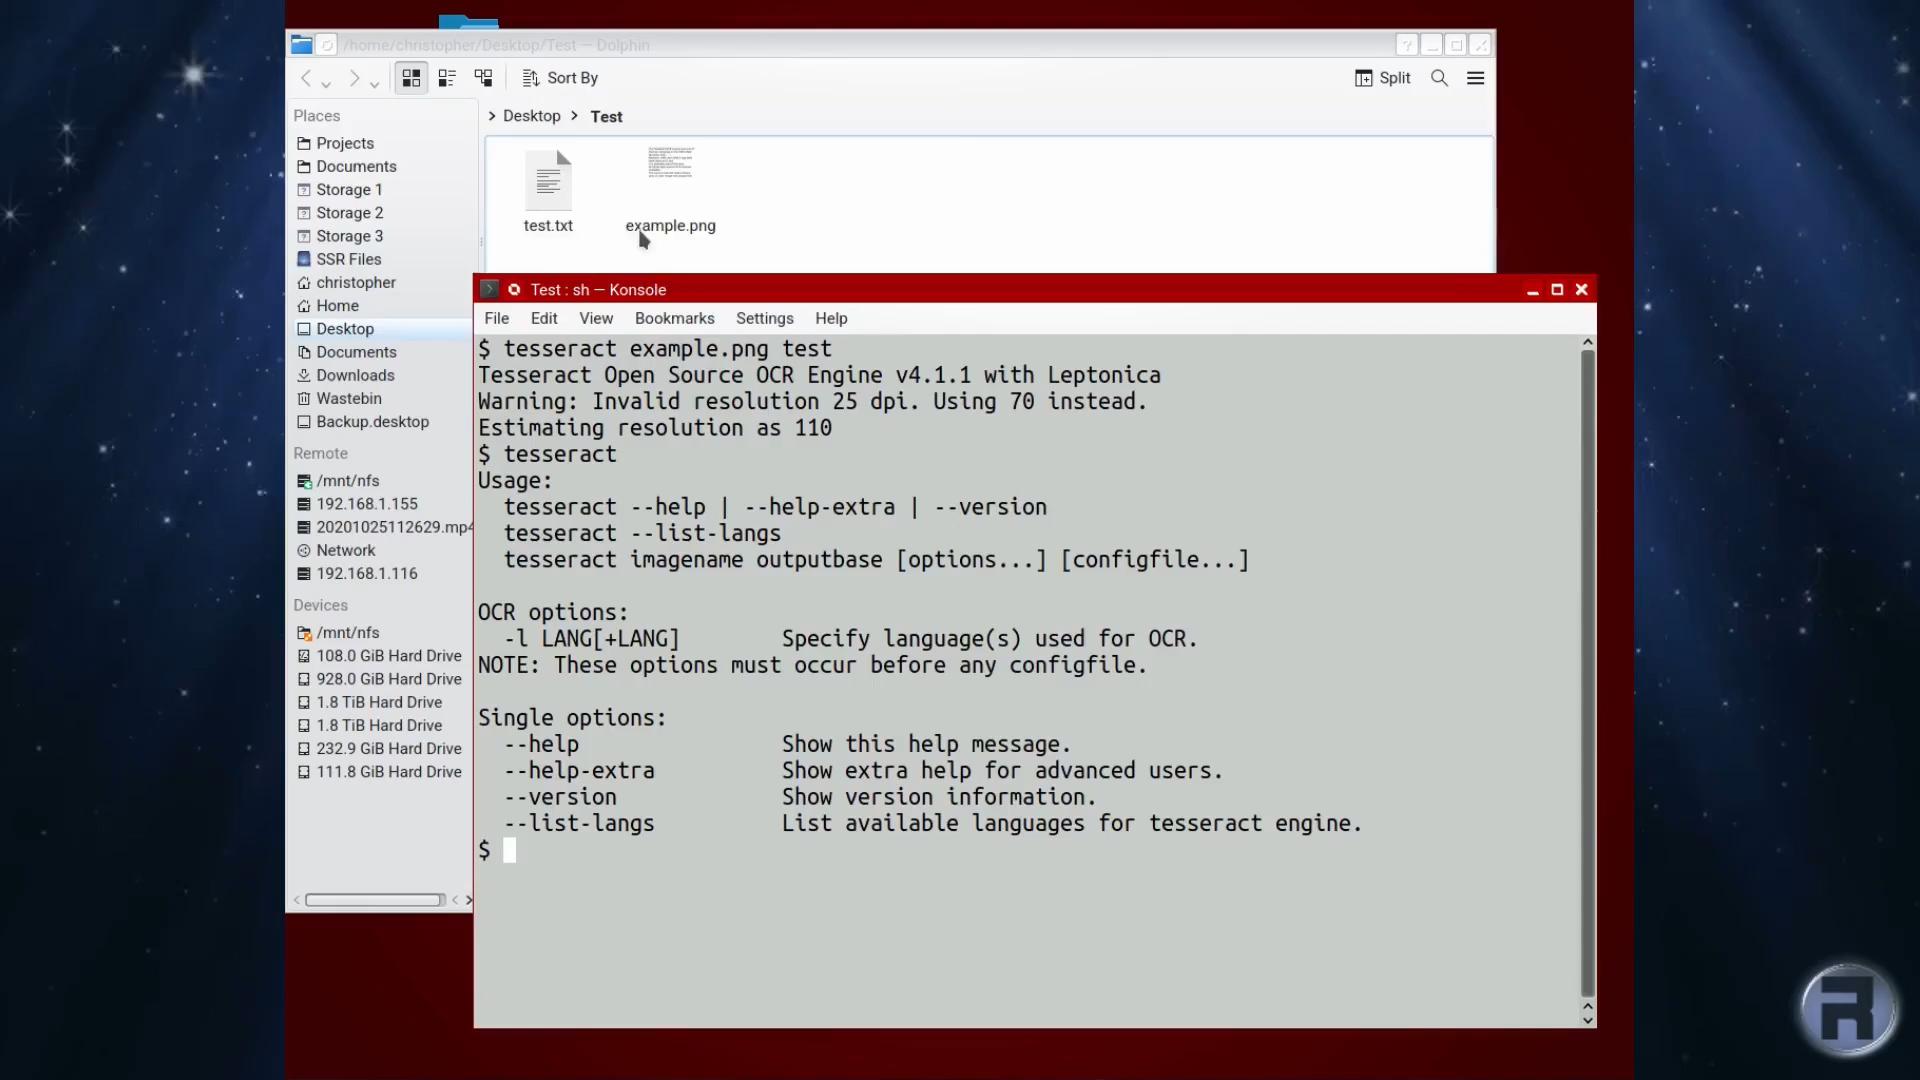 /home/christopher/Desktop/Test — Dolphin
Sort By
Split
Places
Projects
Documents
Storage 1
Storage 2
Storage 3
SSR Files
christopher
Home
Desktop
Documents
Downloads
Wastebin
Backup.desktop
Remote
/mnt/nfs
192.168.1.155
20201025112629.mp4
Network
192.168.1.116
Devices
/mnt/nfs
108.0 GiB Hard Drive
928.0 GiB Hard Drive
1.8 TiB Hard Drive
1.8 TiB Hard Drive
232.9 GiB Hard Drive
111.8 GiB Hard Drive
> Desktop > Test
test.txt
example.png
Test : sh — Konsole
File Edit View Bookmarks Settings Help
$ tesseract example.png test
Tesseract Open Source OCR Engine v4.1.1 with Leptonica
Warning: Invalid resolution 25 dpi. Using 70 instead.
Estimating resolution as 110
$ tesseract
Usage:
  tesseract --help | --help-extra | --version
  tesseract --list-langs
  tesseract imagename outputbase [options...] [configfile...]
OCR options:
  -l LANG[+LANG]        Specify language(s) used for OCR.
NOTE: These options must occur before any configfile.
Single options:
  --help                Show this help message.
  --help-extra          Show extra help for advanced users.
  --version             Show version information.
  --list-langs          List available languages for tesseract engine.
$
R